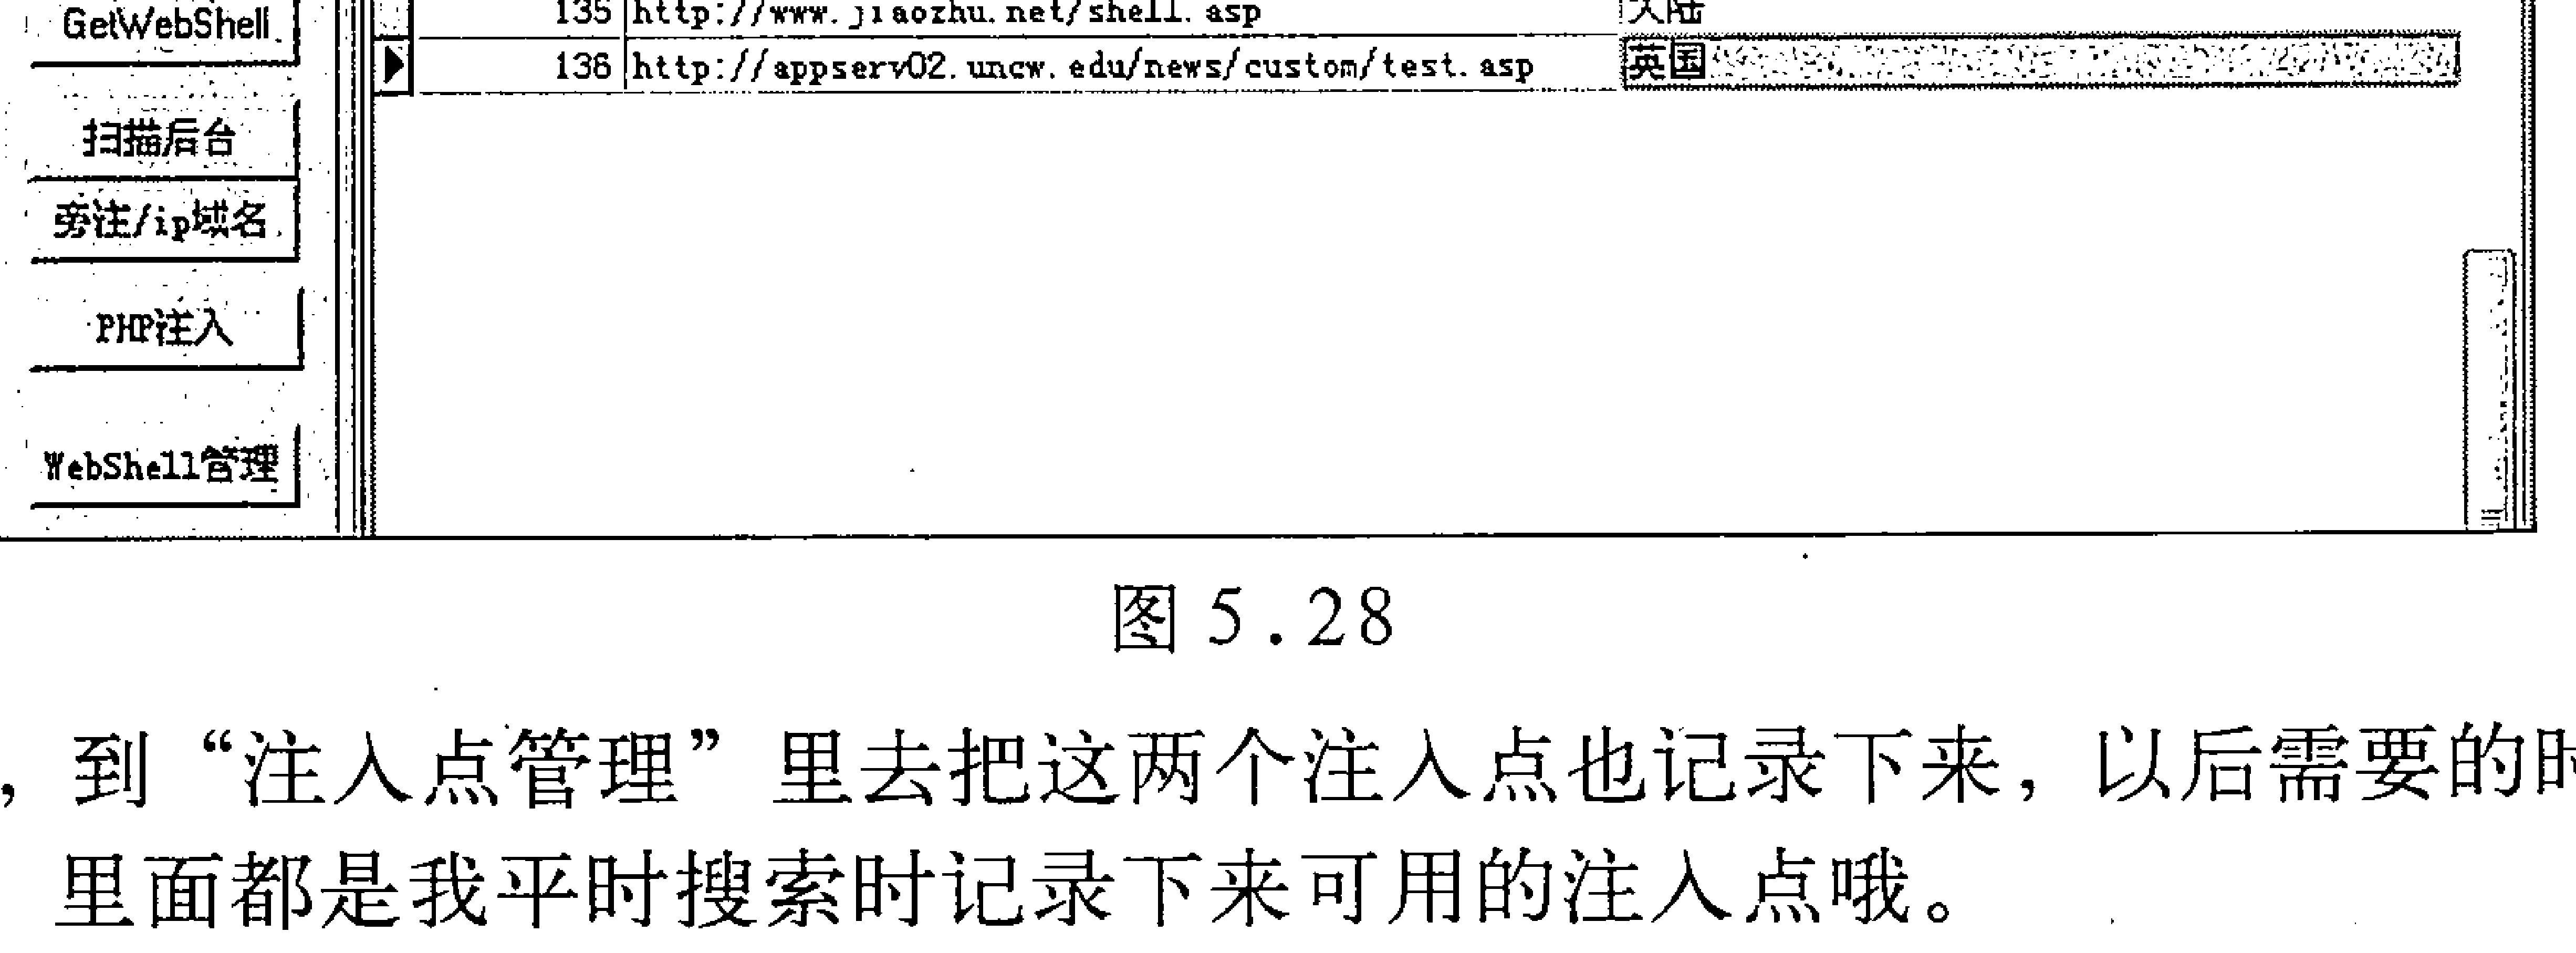 GetWebShell
135 http://www.jiaozhu.net/shell.asp 大陆
136 http://appserv02.uncw.edu/news/custom/test.asp 英国
扫描后台
旁注/ip域名
PHP注入
WebShell管理
图5.28
，到“注入点管理”里去把这两个注入点也记录下来，以后需要的时
里面都是我平时搜索时记录下来可用的注入点哦。